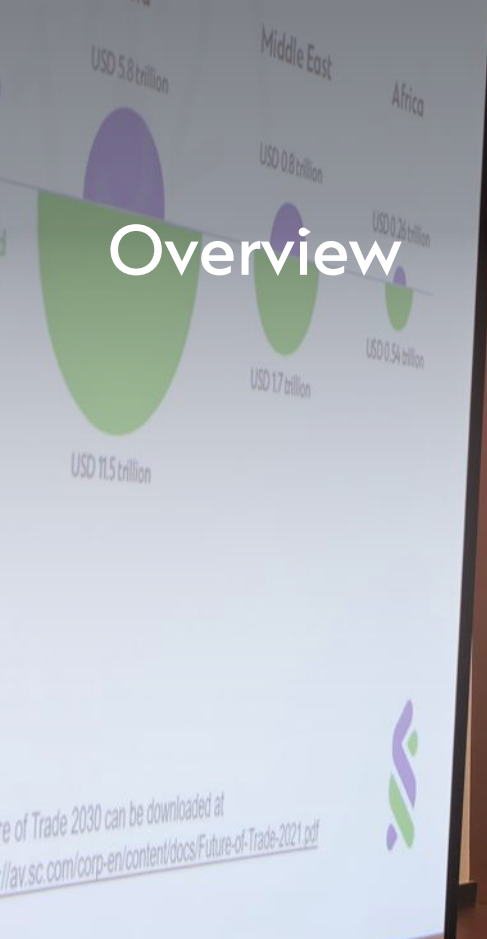 Middle East
Africa
USD 5.8 trillion
USD 0.8 trillion
USD 0.26 trillion
Overview
USD 0.54 trillion
USD 1.7 trillion
USD 11.5 trillion
re of Trade 2030 can be downloaded at
://av.sc.com/corp-en/content/docs/Future-of-Trade-2021.pdf